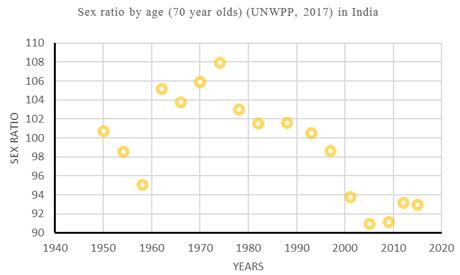 Sex ratio by age (70 year olds) (UNWPP, 2017) in India
110
108
106
104
102
100
98
96
94
92
90
SEX RATIO
1940 1950 1960 1970 1980 1990 2000 2010 2020
YEARS